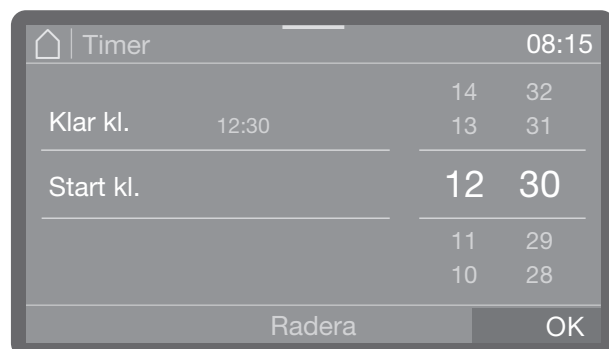 Timer 08:15
14 32
Klar kl. 12:30 13 31
Start kl. 12 30
11 29
10 28
Radera OK